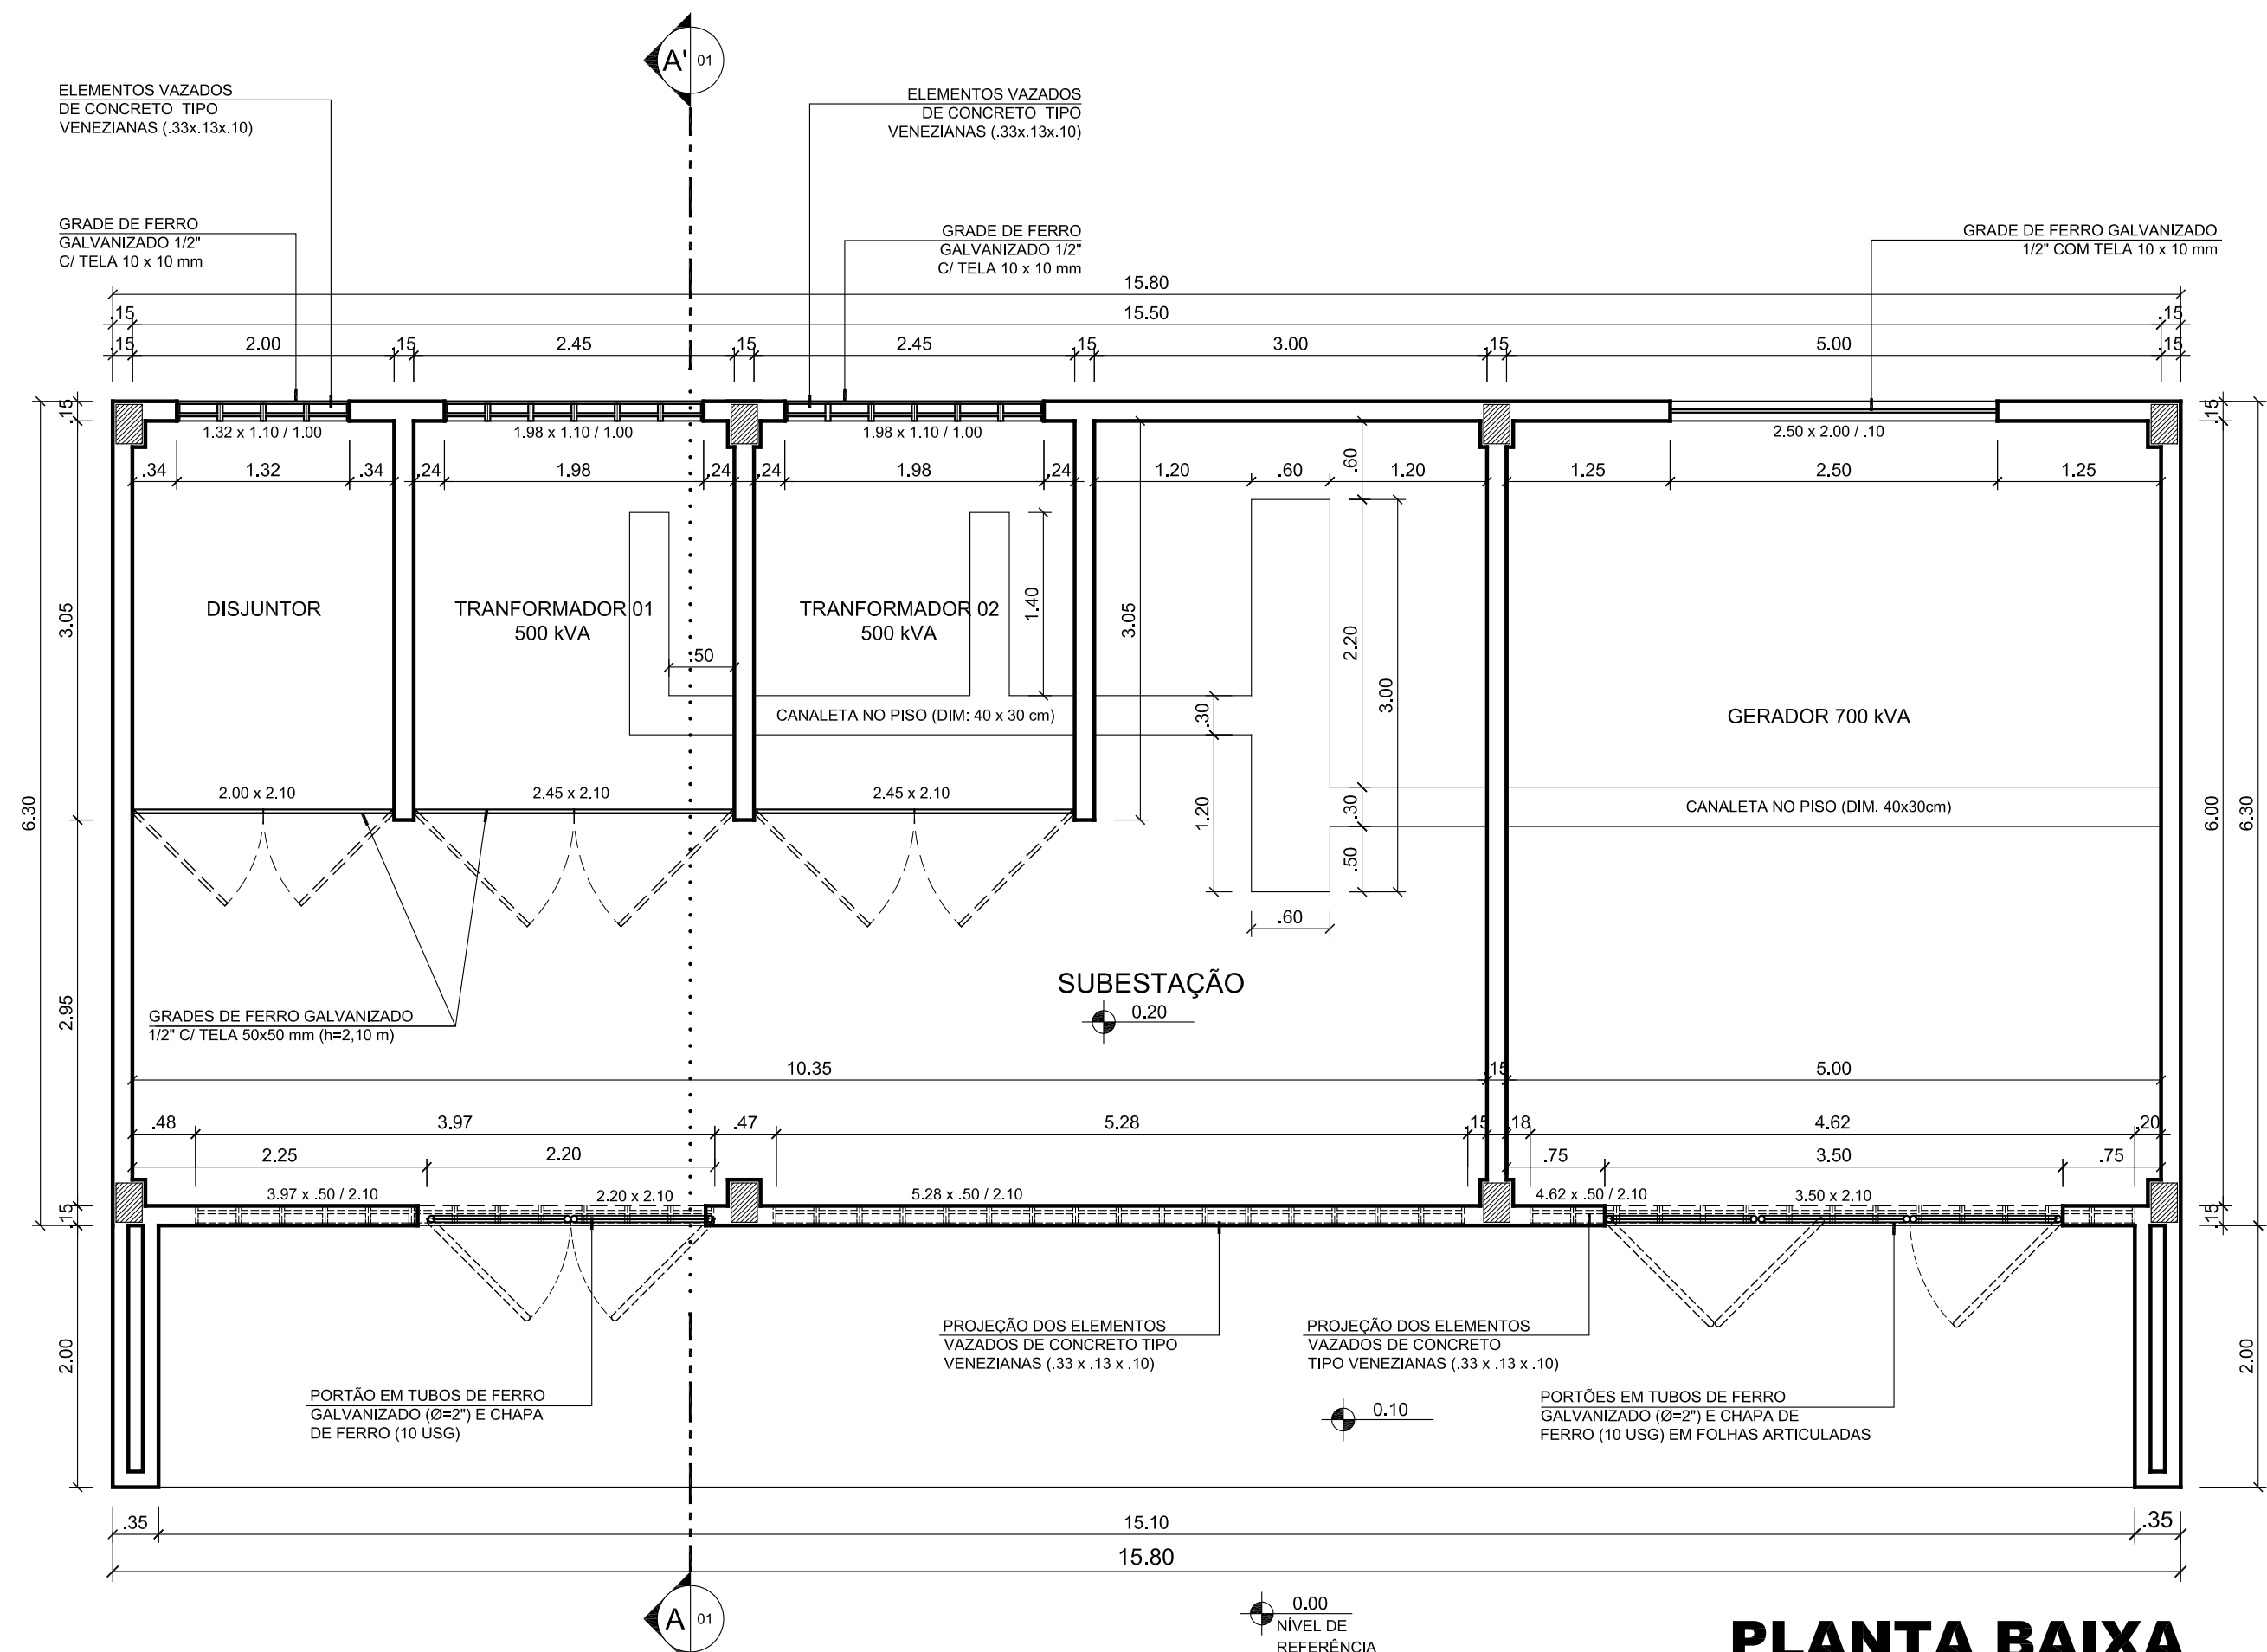 A' 01
ELEMENTOS VAZADOS
DE CONCRETO TIPO
VENEZIANAS (.33x.13x.10)
ELEMENTOS VAZADOS
DE CONCRETO TIPO
VENEZIANAS (.33x.13x.10)
GRADE DE FERRO
GALVANIZADO 1/2"
C/ TELA 10 x 10 mm
GRADE DE FERRO
GALVANIZADO 1/2"
C/ TELA 10 x 10 mm
GRADE DE FERRO GALVANIZADO
1/2" COM TELA 10 x 10 mm
15.80
.15 15.50 .15
.15 2.00 .15 2.45 .15 2.45 .15 3.00 .15 5.00 .15
.15 .15
1.32 x 1.10 / 1.00 1.98 x 1.10 / 1.00 1.98 x 1.10 / 1.00 2.50 x 2.00 / .10
.34 1.32 .34 .24 1.98 .24 .24 1.98 .24 1.20 .60 .60 1.20 1.25 2.50 1.25
3.05
DISJUNTOR
TRANFORMADOR 01
500 kVA
TRANFORMADOR 02
500 kVA
1.40
3.05
2.20
.50
3.00
CANALETA NO PISO (DIM: 40 x 30 cm)
.30
GERADOR 700 kVA
2.00 x 2.10 2.45 x 2.10 2.45 x 2.10
6.30
1.20
.30
CANALETA NO PISO (DIM. 40x30cm)
6.00
6.30
.50
.60
SUBESTAÇÃO
0.20
2.95
GRADES DE FERRO GALVANIZADO
1/2" C/ TELA 50x50 mm (h=2,10 m)
10.35 .15 5.00
.48 3.97 .47 5.28 .15 .18 4.62 .20
2.25 2.20 .75 3.50 .75
3.97 x .50 / 2.10 2.20 x 2.10 5.28 x .50 / 2.10 4.62 x .50 / 2.10 3.50 x 2.10
.15 .15
PROJEÇÃO DOS ELEMENTOS
VAZADOS DE CONCRETO TIPO
VENEZIANAS (.33 x .13 x .10)
PROJEÇÃO DOS ELEMENTOS
VAZADOS DE CONCRETO
TIPO VENEZIANAS (.33 x .13 x .10)
2.00 2.00
PORTÃO EM TUBOS DE FERRO
GALVANIZADO (Ø=2") E CHAPA
DE FERRO (10 USG)
0.10
PORTÕES EM TUBOS DE FERRO
GALVANIZADO (Ø=2") E CHAPA DE
FERRO (10 USG) EM FOLHAS ARTICULADAS
.35 15.10 .35
15.80
A 01
0.00
NÍVEL DE
REFERÊNCIA
PLANTA BAIXA